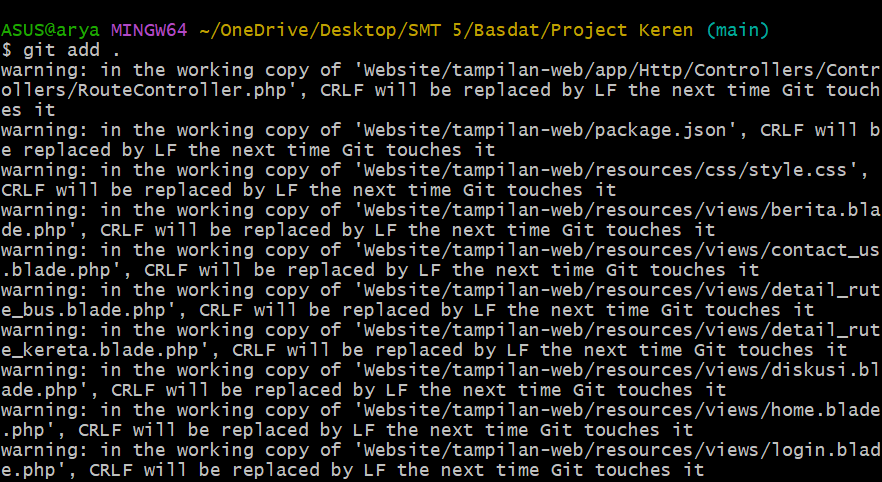 ASUS@arya MINGW64 ~/OneDrive/Desktop/SMT 5/Basdat/Project Keren (main)
$ git add .
warning: in the working copy of 'Website/tampilan-web/app/Http/Controllers/Contr
ollers/RouteController.php', CRLF will be replaced by LF the next time Git touch
es it
warning: in the working copy of 'Website/tampilan-web/package.json', CRLF will b
e replaced by LF the next time Git touches it
warning: in the working copy of 'Website/tampilan-web/resources/css/style.css',
CRLF will be replaced by LF the next time Git touches it
warning: in the working copy of 'Website/tampilan-web/resources/views/berita.bla
de.php', CRLF will be replaced by LF the next time Git touches it
warning: in the working copy of 'Website/tampilan-web/resources/views/contact_us
.blade.php', CRLF will be replaced by LF the next time Git touches it
warning: in the working copy of 'Website/tampilan-web/resources/views/detail_rut
e_bus.blade.php', CRLF will be replaced by LF the next time Git touches it
warning: in the working copy of 'Website/tampilan-web/resources/views/detail_rut
e_kereta.blade.php', CRLF will be replaced by LF the next time Git touches it
warning: in the working copy of 'Website/tampilan-web/resources/views/diskusi.bl
ade.php', CRLF will be replaced by LF the next time Git touches it
warning: in the working copy of 'Website/tampilan-web/resources/views/home.blade
.php', CRLF will be replaced by LF the next time Git touches it
warning: in the working copy of 'Website/tampilan-web/resources/views/login.blad
e.php', CRLF will be replaced by LF the next time Git touches it